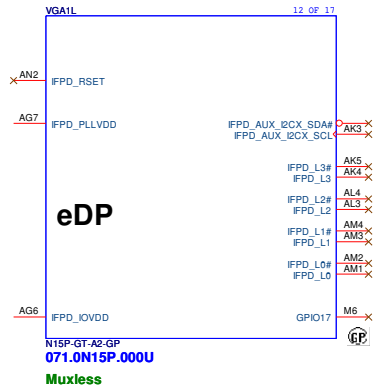 VGA1L
12 OF 17
AN2
IFPD_RSET
AG7
IFPD_PLLVDD
IFPD_AUX_I2CX_SDA#
IFPD_AUX_I2CX_SCL
AK3
IFPD_L3#
AK5
IFPD_L3
AK4
IFPD_L2#
AL4
IFPD_L2
AL3
eDP
IFPD_L1#
AM4
IFPD_L1
AM3
IFPD_L0#
AM2
IFPD_L0
AM1
AG6
IFPD_IOVDD
GPIO17
M6
GP
N15P-GT-A2-GP
071.0N15P.000U
Muxless